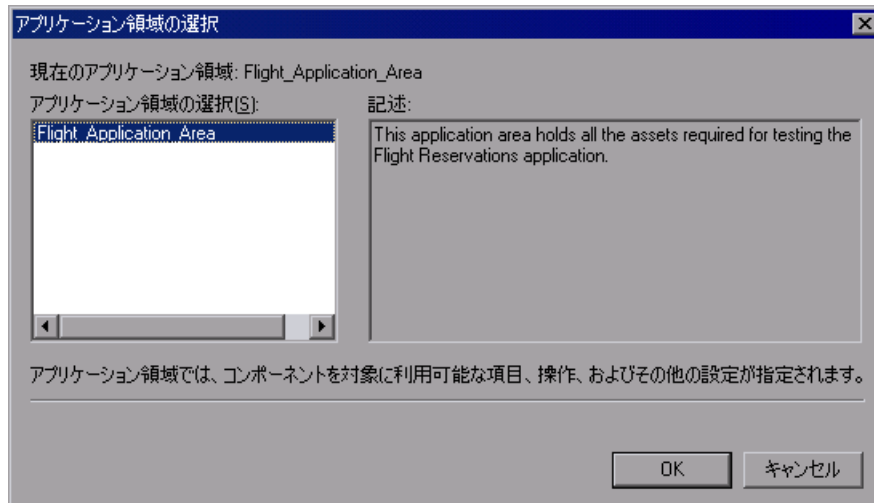 アプリケーション領域の選択
現在のアプリケーション領域: Flight_Application_Area
アプリケーション領域の選択(S):
記述:
Flight_Application_Area
This application area holds all the assets required for testing the
Flight Reservations application.
アプリケーション領域では、コンポーネントを対象に利用可能な項目、操作、およびその他の設定が指定されます。
OK
キャンセル